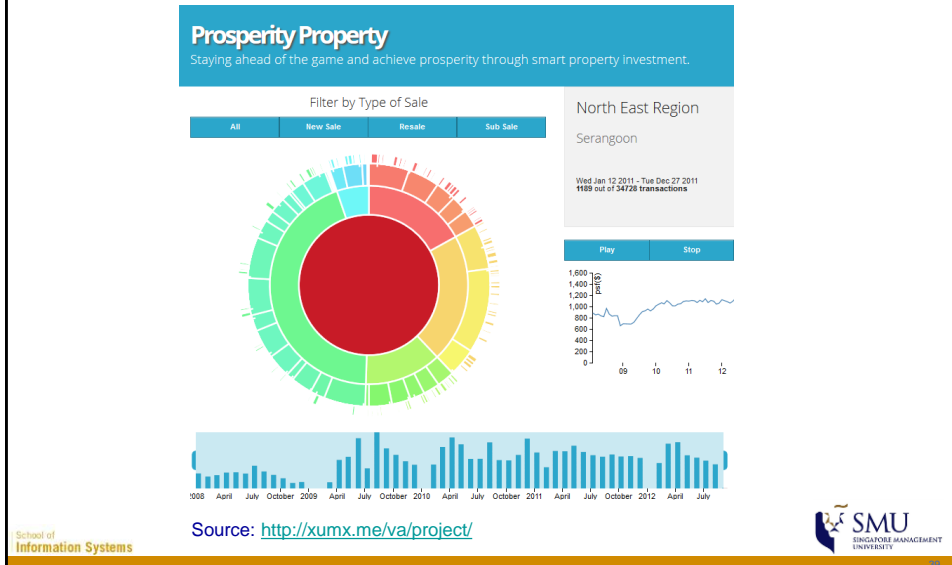 Prosperity Property
Staying ahead of the game and achieve prosperity through smart property investment.
Filter by Type of Sale
All New Sale Resale Sub Sale
North East Region
Serangoon
Wed Jan 12 2011 - Tue Dec 27 2011
1189 out of 34728 transactions
Play Stop
psf($)
1,600
1,400
1,200
1,000
800
600
400
200
0
09 10 11 12
2008 April July October 2009 April July October 2010 April July October 2011 April July October 2012 April July
Source: http://xumx.me/va/project/
School of
Information Systems
SMU
SINGAPORE MANAGEMENT
UNIVERSITY